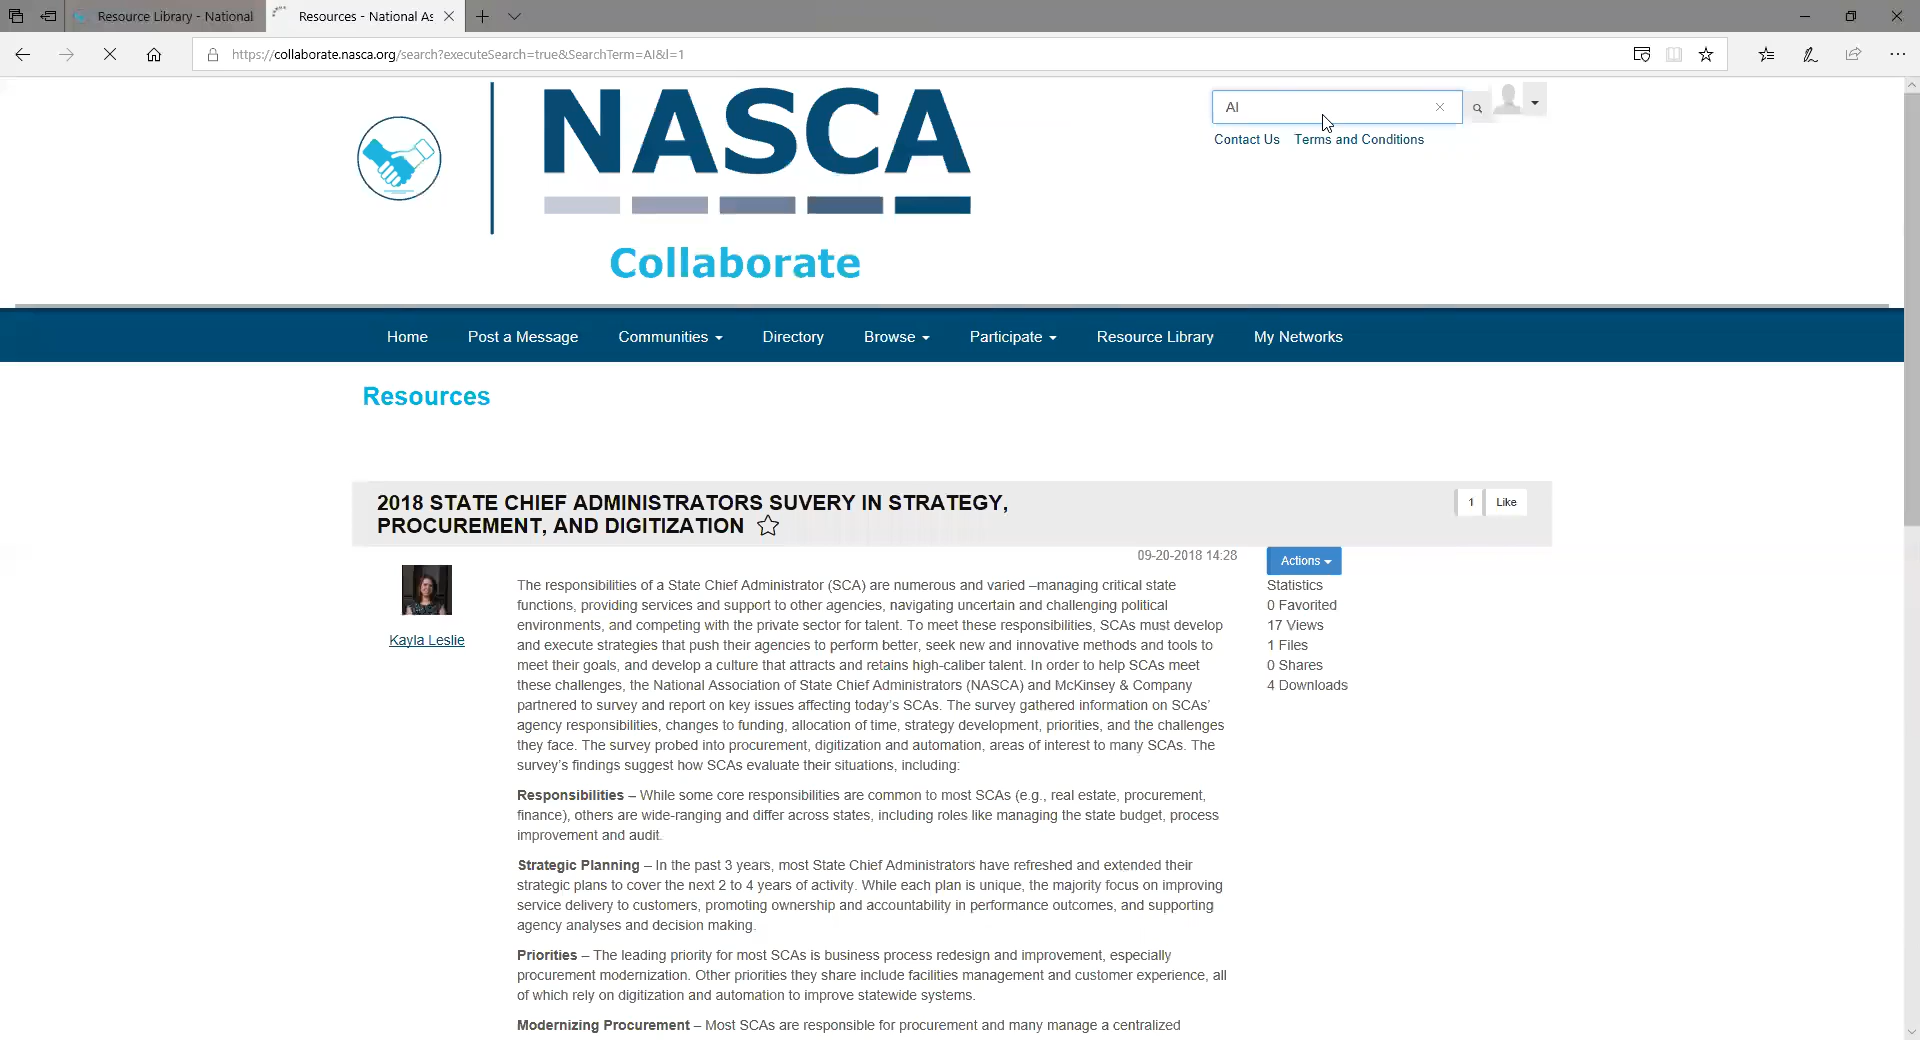 Resource Library - National
Resources - National As
https://collaborate.nasca.org/search?executeSearch=true&SearchTerm=AI&l=1
AI
Contact Us Terms and Conditions
NASCA
Collaborate
Home Post a Message Communities Directory Browse Participate Resource Library My Networks
Resources
2018 STATE CHIEF ADMINISTRATORS SUVERY IN STRATEGY,
PROCUREMENT, AND DIGITIZATION
1 Like
09-20-2018 14:28
Kayla Leslie
The responsibilities of a State Chief Administrator (SCA) are numerous and varied –managing critical state
functions, providing services and support to other agencies, navigating uncertain and challenging political
environments, and competing with the private sector for talent. To meet these responsibilities, SCAs must develop
and execute strategies that push their agencies to perform better, seek new and innovative methods and tools to
meet their goals, and develop a culture that attracts and retains high-caliber talent. In order to help SCAs meet
these challenges, the National Association of State Chief Administrators (NASCA) and McKinsey & Company
partnered to survey and report on key issues affecting today's SCAs. The survey gathered information on SCAs'
agency responsibilities, changes to funding, allocation of time, strategy development, priorities, and the challenges
they face. The survey probed into procurement, digitization and automation, areas of interest to many SCAs. The
survey's findings suggest how SCAs evaluate their situations, including:
Responsibilities – While some core responsibilities are common to most SCAs (e.g., real estate, procurement,
finance), others are wide-ranging and differ across states, including roles like managing the state budget, process
improvement and audit.
Strategic Planning – In the past 3 years, most State Chief Administrators have refreshed and extended their
strategic plans to cover the next 2 to 4 years of activity. While each plan is unique, the majority focus on improving
service delivery to customers, promoting ownership and accountability in performance outcomes, and supporting
agency analyses and decision making.
Priorities – The leading priority for most SCAs is business process redesign and improvement, especially
procurement modernization. Other priorities they share include facilities management and customer experience, all
of which rely on digitization and automation to improve statewide systems.
Modernizing Procurement – Most SCAs are responsible for procurement and many manage a centralized
Actions
Statistics
0 Favorited
17 Views
1 Files
0 Shares
4 Downloads